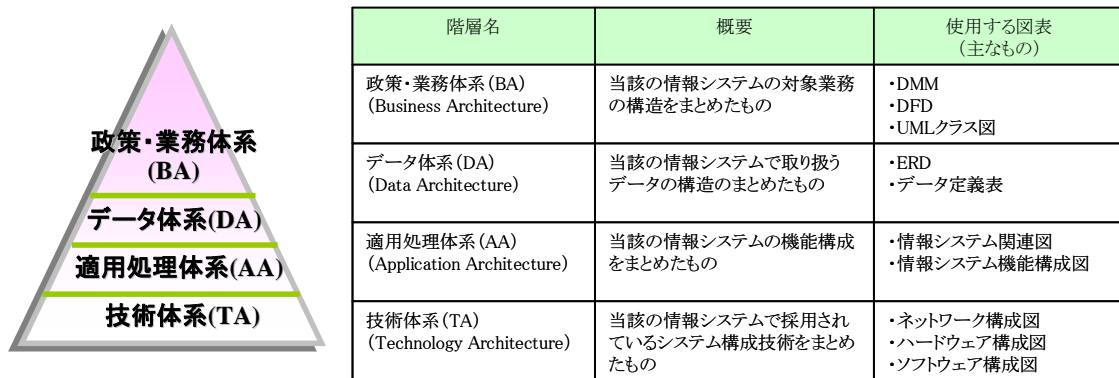 政策・業務体系
(BA)
データ体系(DA)
適用処理体系(AA)
技術体系(TA)
階層名
概要
使用する図表
（主なもの）
政策・業務体系（BA）
（Business Architecture）
当該の情報システムの対象業務
の構造をまとめたもの
・DMM
・DFD
・UMLクラス図
データ体系（DA）
（Data Architecture）
当該の情報システムで取り扱う
データの構造のまとめたもの
・ERD
・データ定義表
適用処理体系（AA）
（Application Architecture）
当該の情報システムの機能構成
をまとめたもの
・情報システム関連図
・情報システム機能構成図
技術体系（TA）
（Technology Architecture）
当該の情報システムで採用され
ているシステム構成技術をまとめ
たもの
・ネットワーク構成図
・ハードウェア構成図
・ソフトウェア構成図